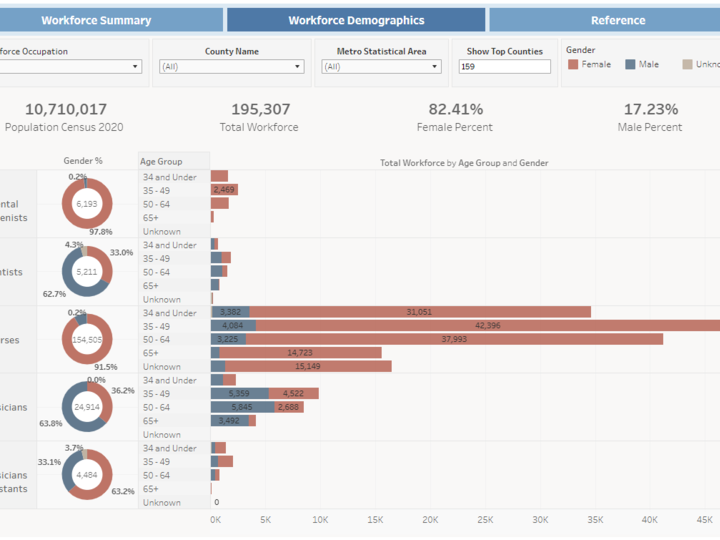 Workforce Summary
Workforce Demographics
Reference
force Occupation
County Name
Metro Statistical Area
Show Top Counties
Gender
(All)
(All)
159
Female
Male
Unkno
10,710,017
195,307
82.41%
17.23%
Population Census 2020
Total Workforce
Female Percent
Male Percent
Gender %
Age Group
Total Workforce by Age Group and Gender
ntal
ienists
0.2%
6,193
97.8%
34 and Under
35 - 49
2,469
50 - 64
65+
Unknown
tists
4.3%
33.0%
5,211
62.7%
34 and Under
35 - 49
50 - 64
65+
Unknown
rses
0.2%
154,505
91.5%
34 and Under
3,382
31,051
35 - 49
4,084
42,396
50 - 64
3,225
37,993
65+
14,723
Unknown
15,149
sicians
0.0%
36.2%
24,914
63.8%
34 and Under
35 - 49
5,359
4,522
50 - 64
5,845
2,688
65+
3,492
Unknown
sicians
stants
3.7%
33.1%
4,484
63.2%
34 and Under
35 - 49
50 - 64
65+
Unknown
0
0K
5K
10K
15K
20K
25K
30K
35K
40K
45K